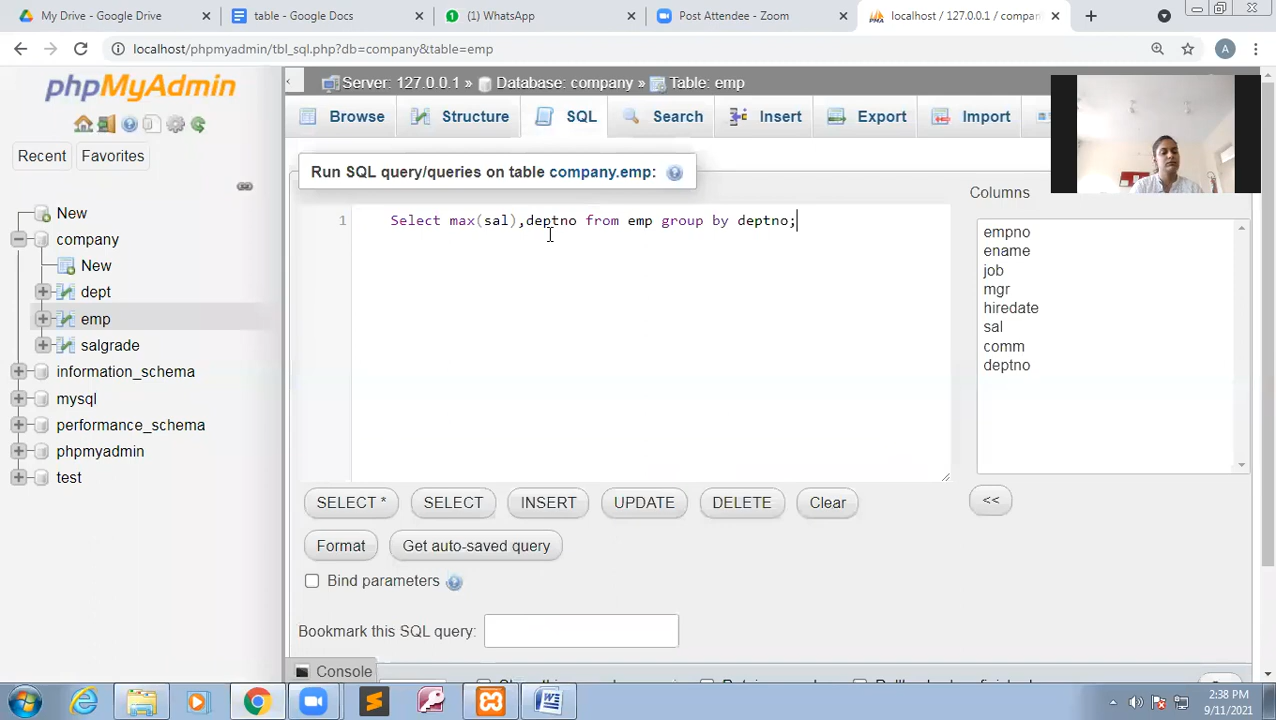 My Drive - Google Drive
table - Google Docs
(1) WhatsApp
Post Attendee - Zoom
localhost / 127.0.0.1 / compan
PMA
localhost/phpmyadmin/tbl_sql.php?db=company&table=emp
A
phpMyAdmin
Recent
Favorites
New
company
New
dept
emp
salgrade
information_schema
mysql
performance_schema
phpmyadmin
test
Server: 127.0.0.1 » Database: company » Table: emp
Browse
Structure
SQL
Search
Insert
Export
Import
Run SQL query/queries on table company.emp:
1 Select max(sal),deptno from emp group by deptno;
Columns
empno
ename
job
mgr
hiredate
sal
comm
deptno
SELECT *
SELECT
INSERT
UPDATE
DELETE
Clear
<<
Format
Get auto-saved query
Bind parameters
Bookmark this SQL query:
Console
2:38 PM
9/11/2021